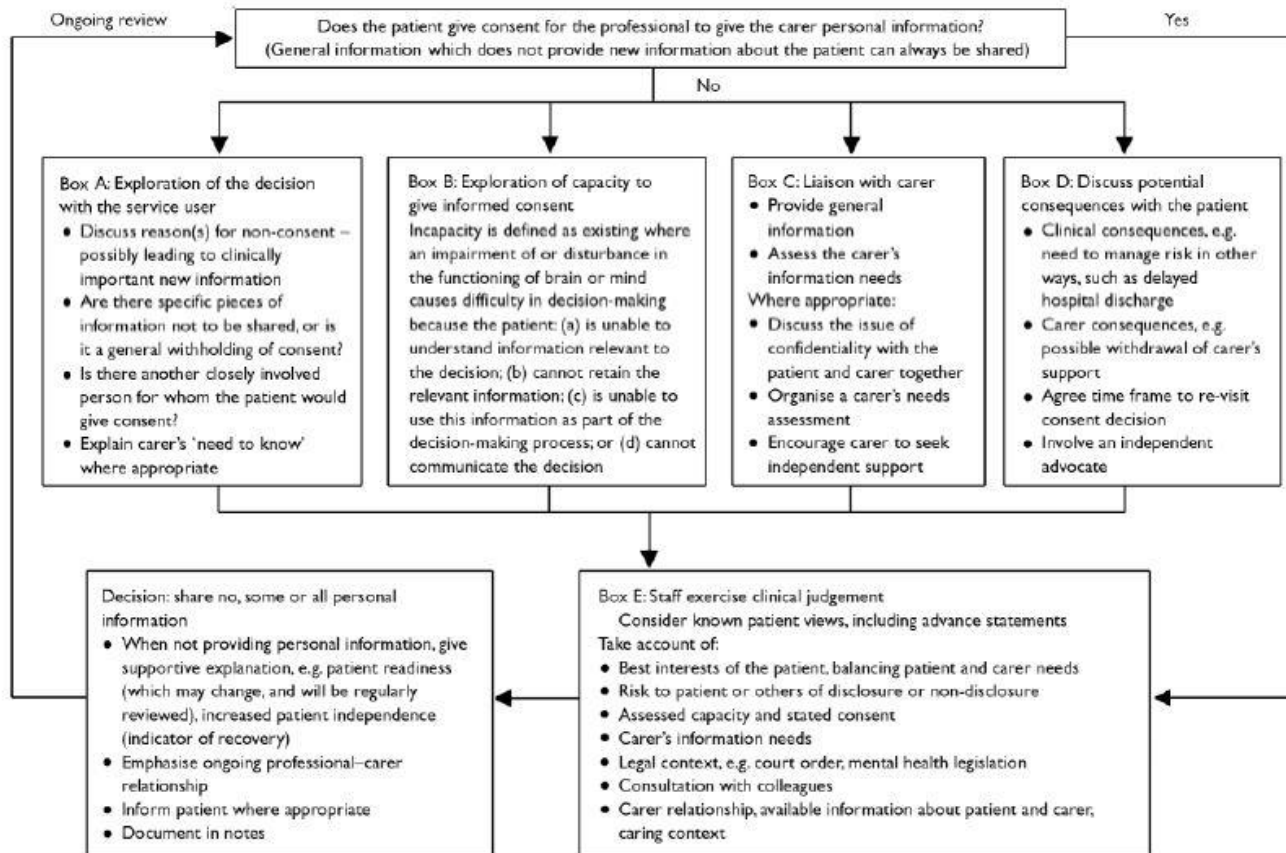 Ongoing review
Does the patient give consent for the professional to give the carer personal information?
(General information which does not provide new information about the patient can always be shared)
Yes
No
Box A: Exploration of the decision
with the service user
● Discuss reason(s) for non-consent –
possibly leading to clinically
important new information
● Are there specific pieces of
information not to be shared, or is
it a general withholding of consent?
● Is there another closely involved
person for whom the patient would
give consent?
● Explain carer's 'need to know'
where appropriate
Box B: Exploration of capacity to
give informed consent
Incapacity is defined as existing where
an impairment of or disturbance in
the functioning of brain or mind
causes difficulty in decision-making
because the patient: (a) is unable to
understand information relevant to
the decision; (b) cannot retain the
relevant information; (c) is unable to
use this information as part of the
decision-making process; or (d) cannot
communicate the decision
Box C: Liaison with carer
● Provide general
information
● Assess the carer's
information needs
Where appropriate:
● Discuss the issue of
confidentiality with the
patient and carer together
● Organise a carer's needs
assessment
● Encourage carer to seek
independent support
Box D: Discuss potential
consequences with the patient
● Clinical consequences, e.g.
need to manage risk in other
ways, such as delayed
hospital discharge
● Carer consequences, e.g.
possible withdrawal of carer's
support
● Agree time frame to re-visit
consent decision
● Involve an independent
advocate
Decision: share no, some or all personal
information
● When not providing personal information, give
supportive explanation, e.g. patient readiness
(which may change, and will be regularly
reviewed), increased patient independence
(indicator of recovery)
● Emphasise ongoing professional–carer
relationship
● Inform patient where appropriate
● Document in notes
Box E: Staff exercise clinical judgement
Consider known patient views, including advance statements
Take account of:
● Best interests of the patient, balancing patient and carer needs
● Risk to patient or others of disclosure or non-disclosure
● Assessed capacity and stated consent
● Carer's information needs
● Legal context, e.g. court order, mental health legislation
● Consultation with colleagues
● Carer relationship, available information about patient and carer,
caring context